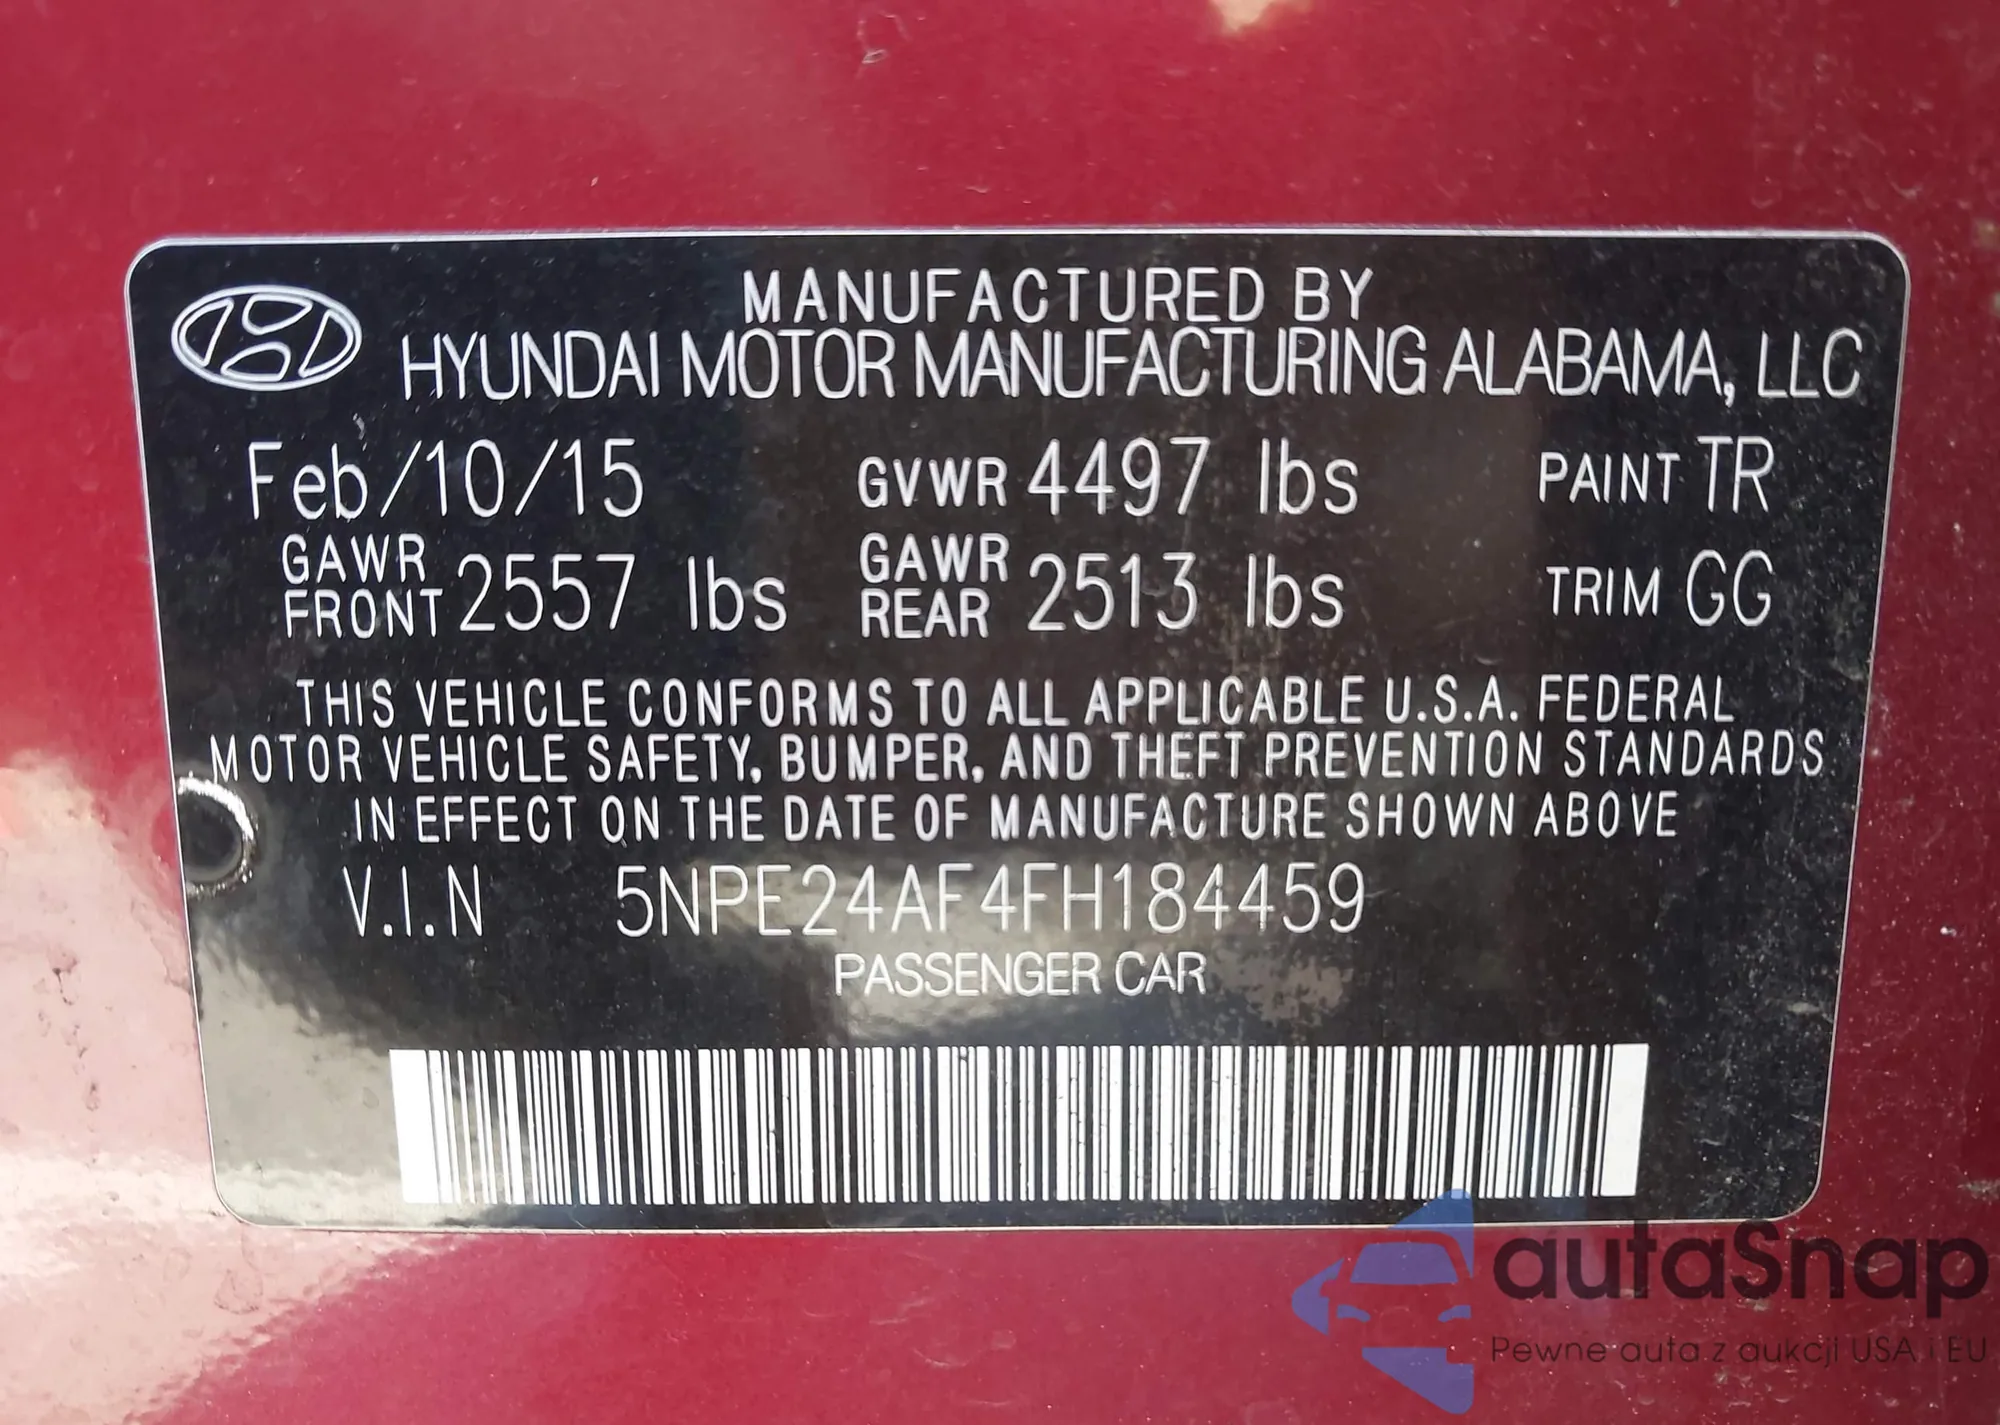 MANUFACTURED BY
HYUNDAI MOTOR MANUFACTURING ALABAMA, LLC
Feb/10/15 GVWR 4497 lbs PAINT TR
GAWR FRONT 2557 lbs GAWR REAR 2513 lbs TRIM GG
THIS VEHICLE CONFORMS TO ALL APPLICABLE U.S.A. FEDERAL
MOTOR VEHICLE SAFETY, BUMPER, AND THEFT PREVENTION STANDARDS
IN EFFECT ON THE DATE OF MANUFACTURE SHOWN ABOVE
V.I.N 5NPE24AF4FH184459
PASSENGER CAR
autaSnap
Pewne auta z aukcji USA i EU